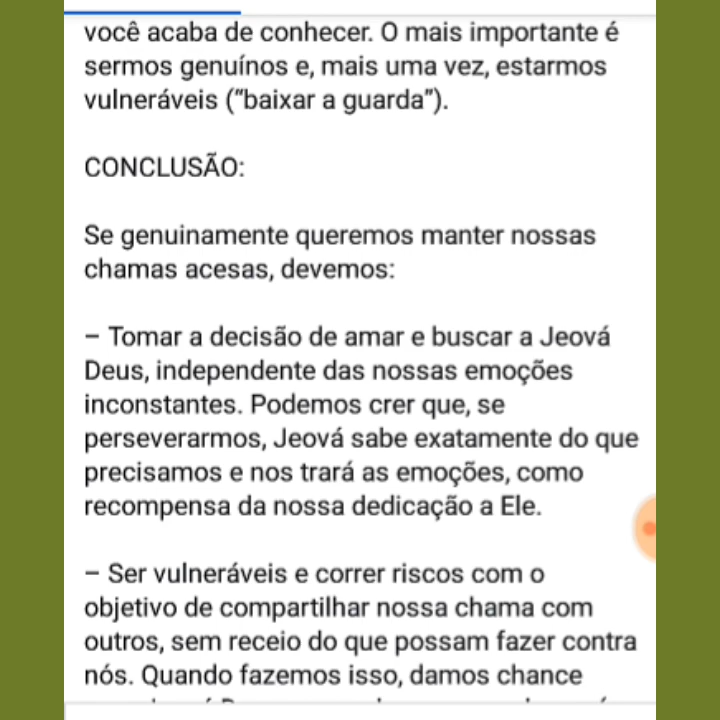 você acaba de conhecer. O mais importante é
sermos genuínos e, mais uma vez, estarmos
vulneráveis (“baixar a guarda”).
CONCLUSÃO:
Se genuinamente queremos manter nossas
chamas acesas, devemos:
– Tomar a decisão de amar e buscar a Jeová
Deus, independente das nossas emoções
inconstantes. Podemos crer que, se
perseverarmos, Jeová sabe exatamente do que
precisamos e nos trará as emoções, como
recompensa da nossa dedicação a Ele.
– Ser vulneráveis e correr riscos com o
objetivo de compartilhar nossa chama com
outros, sem receio do que possam fazer contra
nós. Quando fazemos isso, damos chance